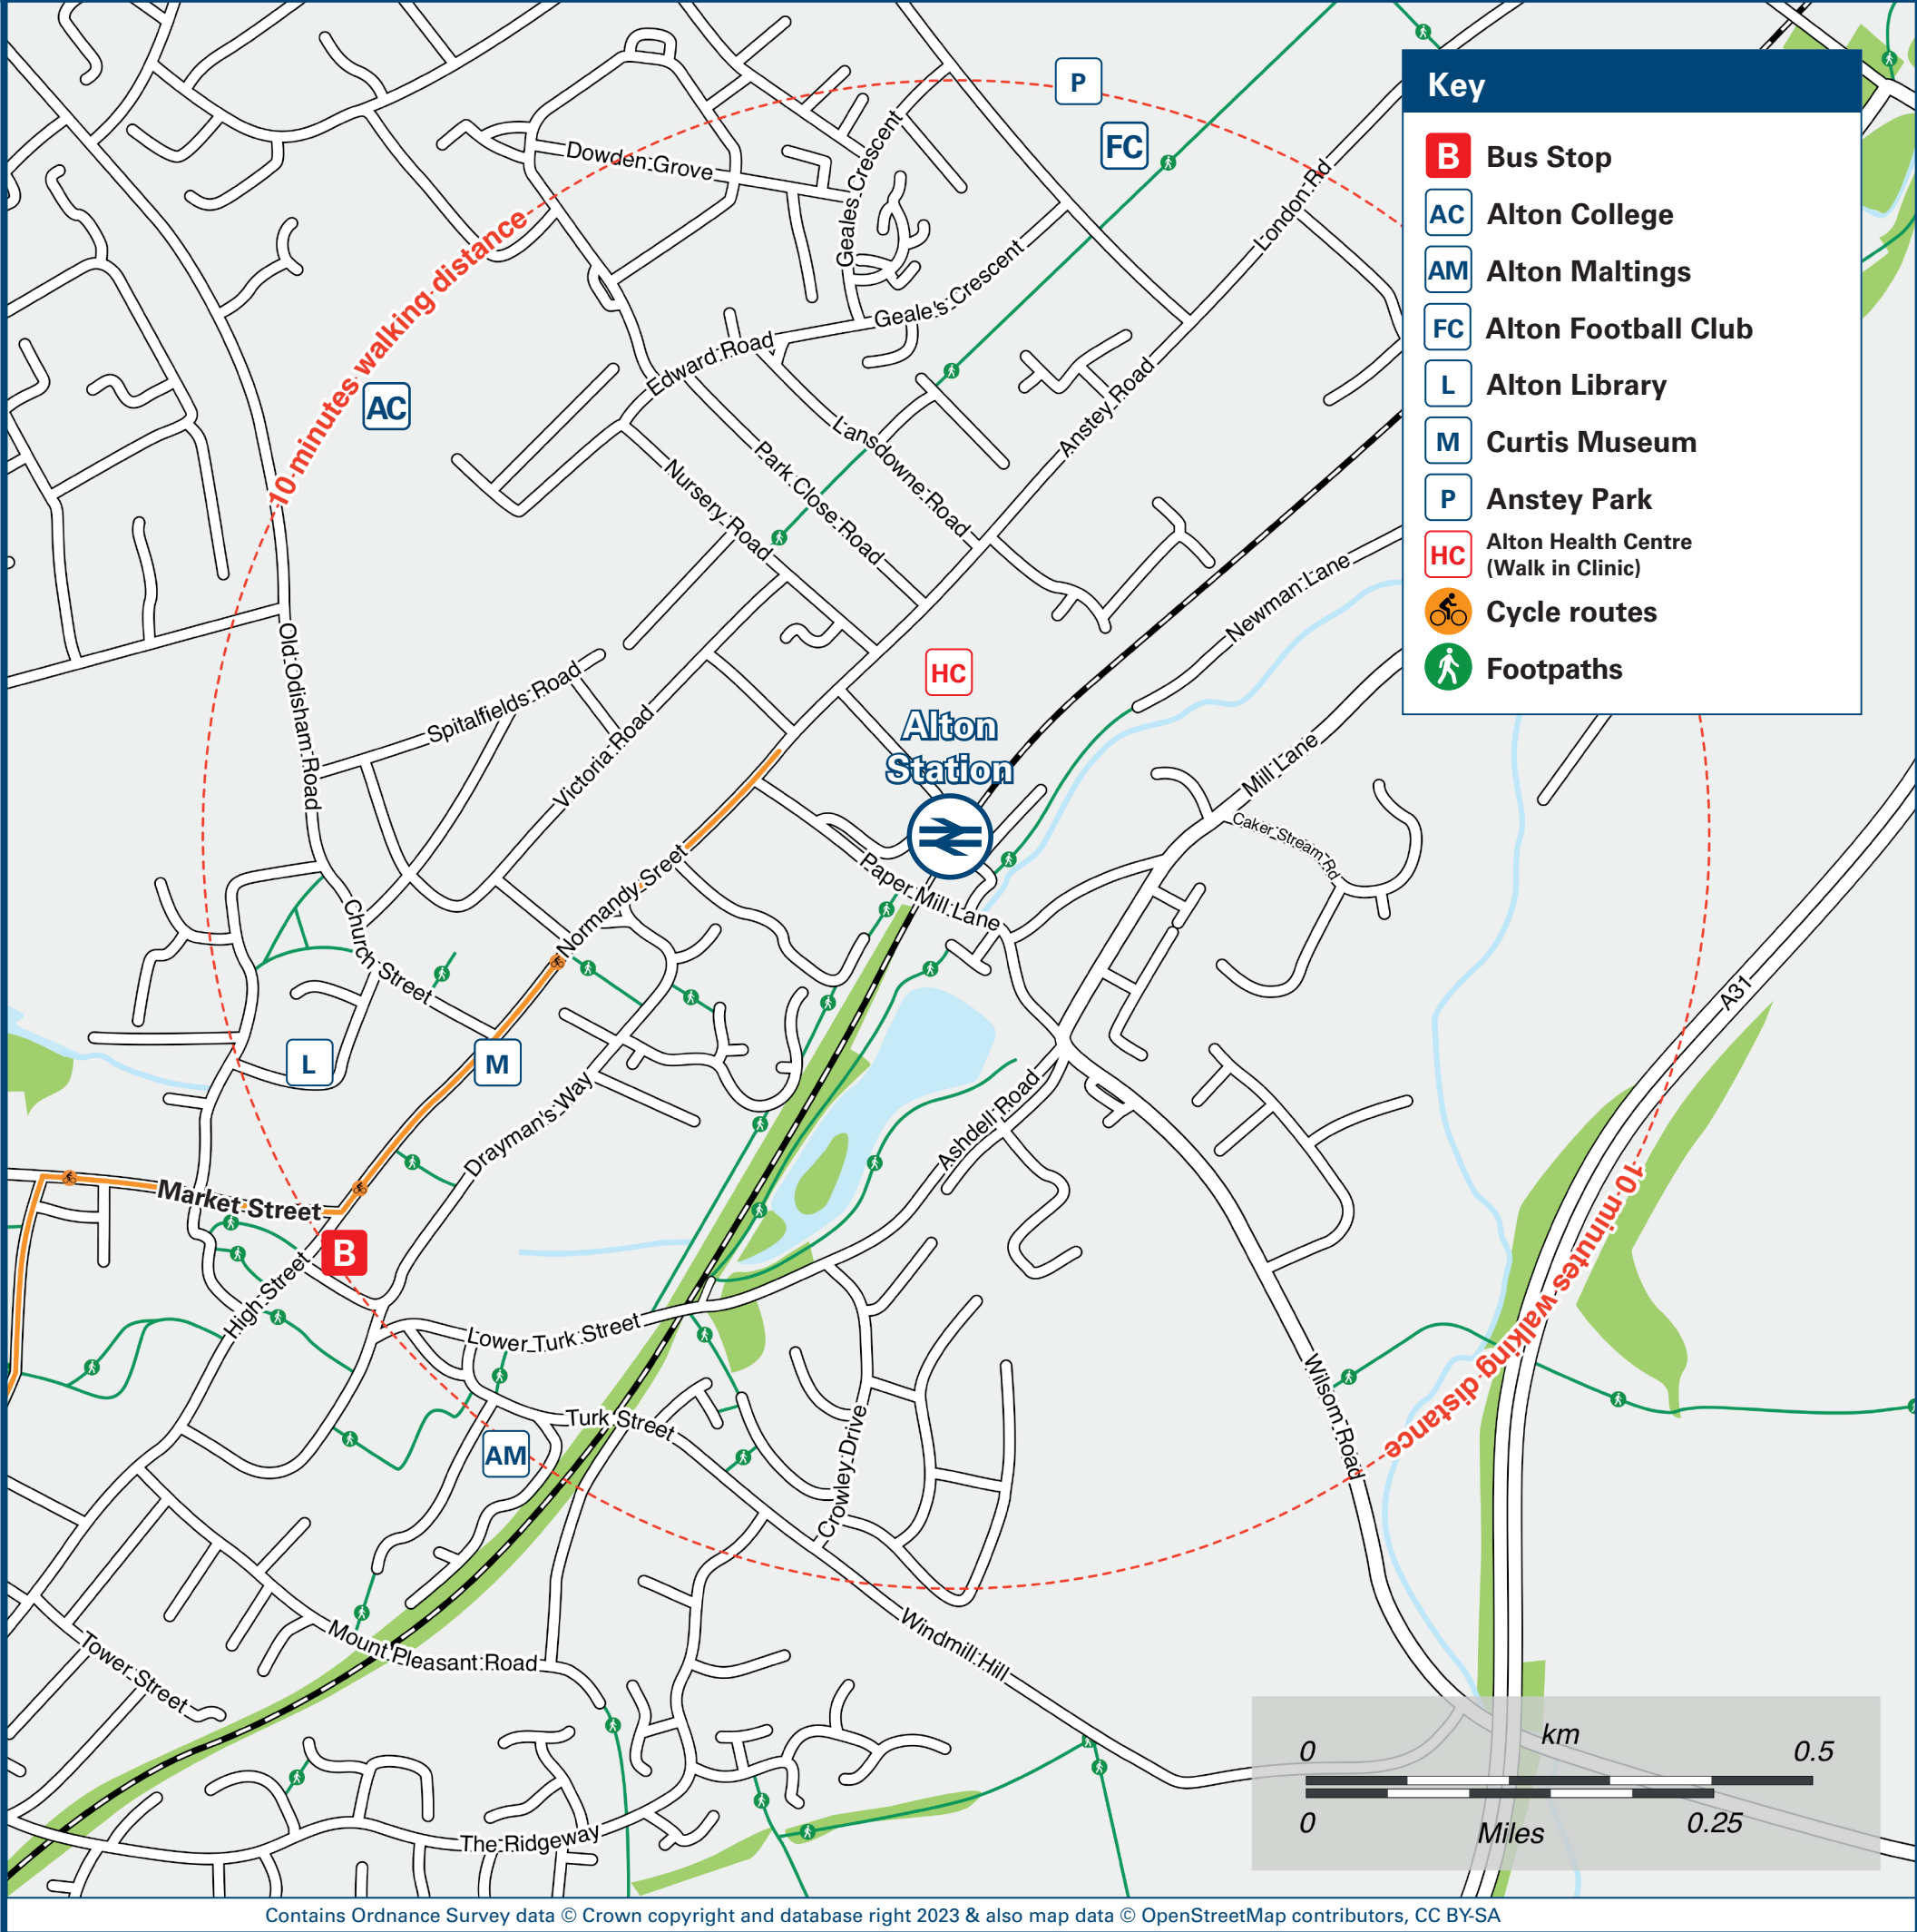 Key
B Bus Stop
AC Alton College
AM Alton Maltings
FC Alton Football Club
L Alton Library
M Curtis Museum
P Anstey Park
HC Alton Health Centre
(Walk in Clinic)
Cycle routes
Footpaths
P
FC
Dowden Grove
Geales Crescent
London Rd
10 minutes walking distance
Geale's Crescent
AC
Edward Road
Anstey Road
Lansdowne Road
Park Close Road
Nursery Road
Newman Lane
Old Odisham Road
HC
Spitalfields Road
Alton
Station
Victoria Road
Mill Lane
Caker Stream Rd
Normandy Sreet
Paper Mill Lane
Church Street
A31
L
M
Drayman's Way
Ashdell Road
Market Street
B
High Street
Lower Turk Street
10 minutes walking distance
Turk Street
Wilsom Road
AM
Crowley Drive
Windmill Hill
Mount Pleasant Road
Tower Street
The Ridgeway
km
0 0.5
0 0.25
Miles
Contains Ordnance Survey data © Crown copyright and database right 2023 & also map data © OpenStreetMap contributors, CC BY-SA